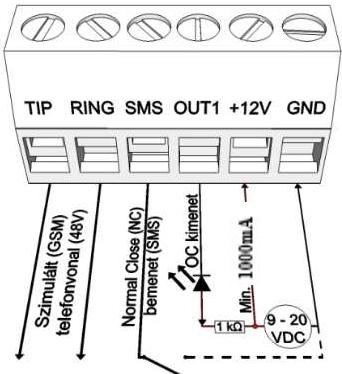 TIP RING SMS OUT1 +12V GND
Szimulált (GSM)
telefonvonal (48V)
Normal Close (NC)
bemenet (SMS)
OC kimenet
Min. 1000mA
1 kΩ
9 - 20
VDC